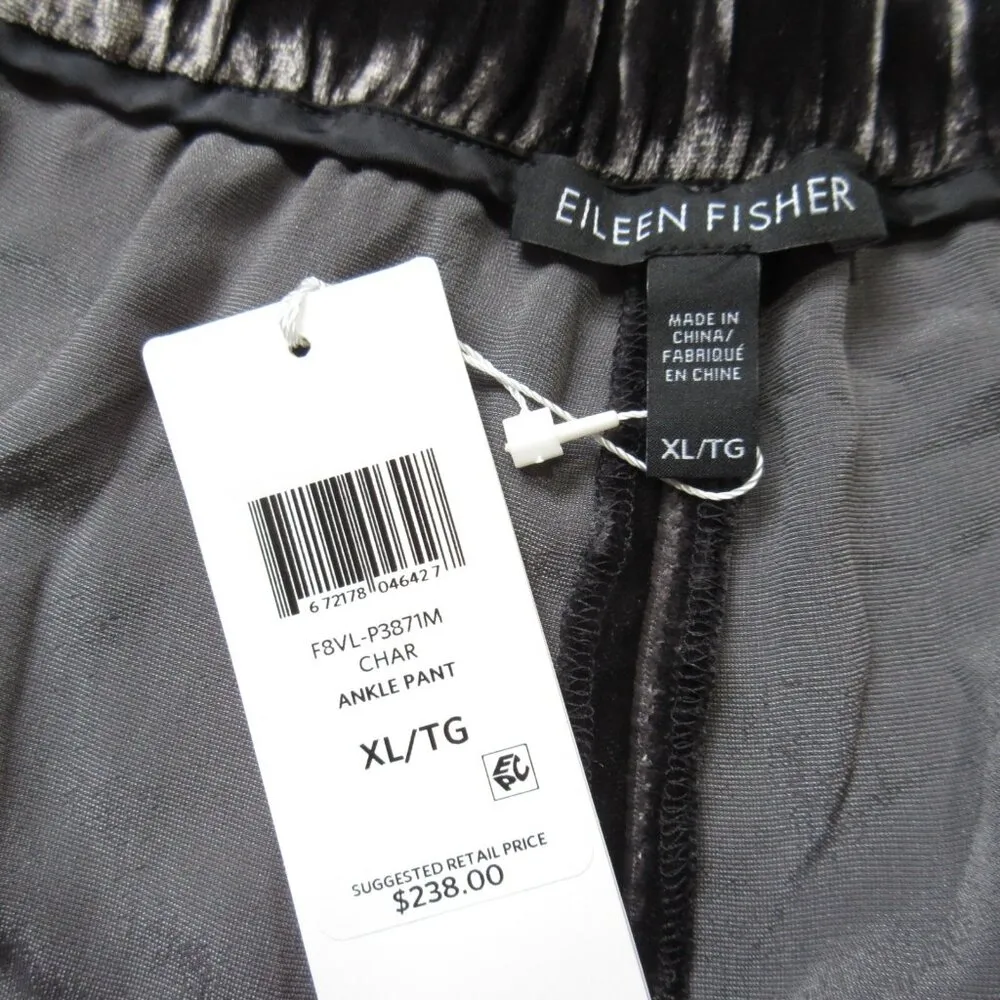 EILEEN FISHER
MADE IN
CHINA/
FABRIQUÉ
EN CHINE
XL/TG
6 72178 04642 7
F8VL-P3871M
CHAR
ANKLE PANT
XL/TG
EPC
SUGGESTED RETAIL PRICE
$238.00